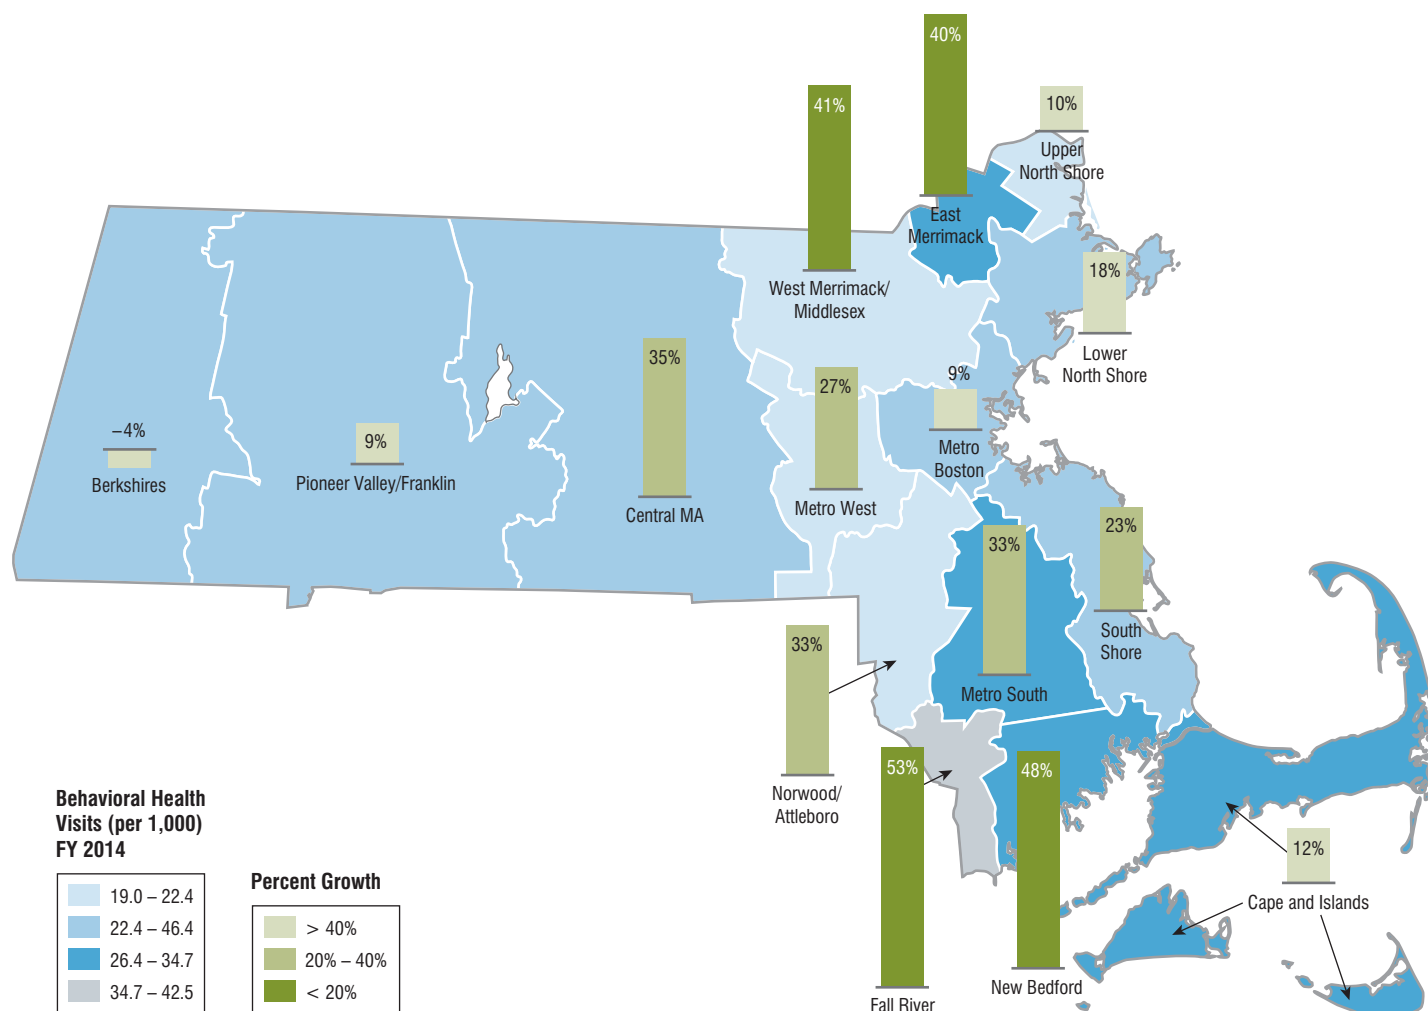 40%
41%
10%
Upper
North Shore
East
Merrimack
18%
West Merrimack/
Middlesex
Lower
North Shore
35%
27%
9%
−4%
9%
Metro
Boston
Berkshires
Pioneer Valley/Franklin
Central MA
Metro West
33%
23%
South
Shore
33%
Metro South
Norwood/
Attleboro
53%
48%
12%
Cape and Islands
New Bedford
Fall River
Behavioral Health
Visits (per 1,000)
FY 2014
19.0 – 22.4
22.4 – 46.4
26.4 – 34.7
34.7 – 42.5
Percent Growth
> 40%
20% – 40%
< 20%